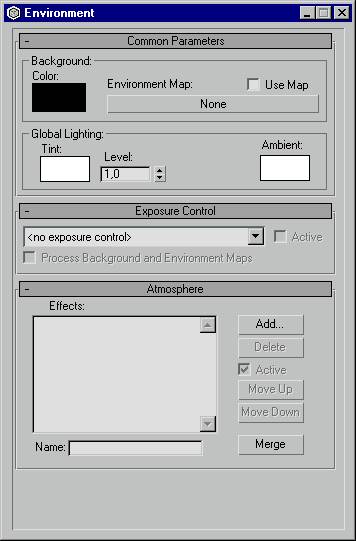 Environment
- Common Parameters
Background:
Color:
Environment Map:
Use Map
None
Global Lighting:
Tint:
Level:
Ambient:
1,0
- Exposure Control
<no exposure control>
Active
Process Background and Environment Maps
- Atmosphere
Effects:
Add...
Delete
Active
Move Up
Move Down
Name:
Merge